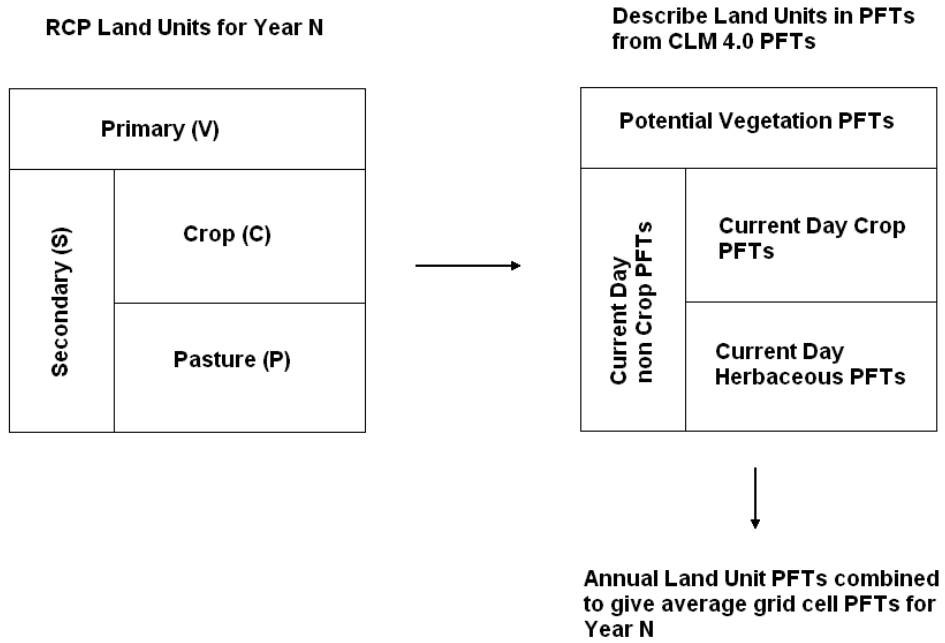 RCP Land Units for Year N
Describe Land Units in PFTs
from CLM 4.0 PFTs
Primary (V)
Secondary (S)
Crop (C)
Pasture (P)
Potential Vegetation PFTs
Current Day
non Crop PFTs
Current Day Crop
PFTs
Current Day
Herbaceous PFTs
Annual Land Unit PFTs combined
to give average grid cell PFTs for
Year N